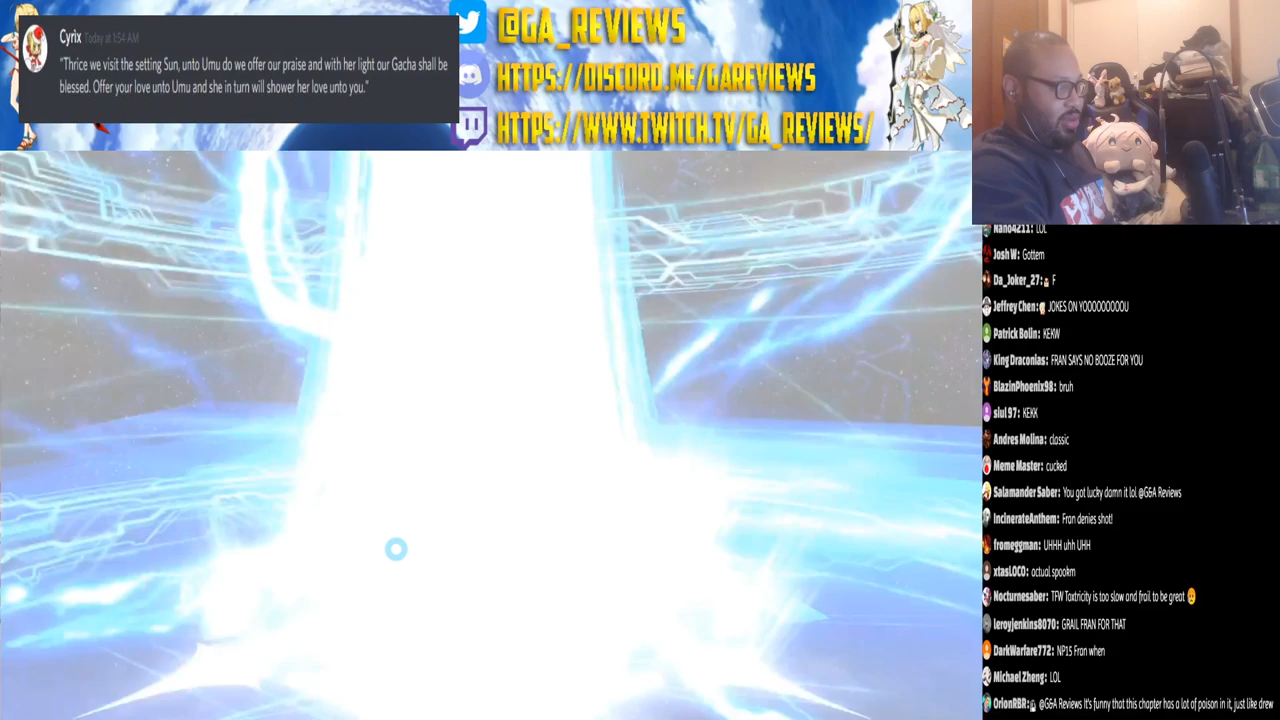 Cyrix Today at 1:54 AM
"Thrice we visit the setting Sun, unto Umu do we offer our praise and with her light our Gacha shall be
blessed. Offer your love unto Umu and she in turn will shower her love unto you."
@GA_REVIEWS
HTTPS://DISCORD.ME/GAREVIEWS
HTTPS://WWW.TWITCH.TV/GA_REVIEWS/
Nano4211: LOL
Josh W: Gottem
Da_Joker_27: F
Jeffrey Chen: JOKES ON YOOOOOOOOOU
Patrick Bolin: KEKW
King Draconias: FRAN SAYS NO BOOZE FOR YOU
BlazinPhoenix98: bruh
siul 97: KEKK
Andres Molina: classic
Meme Master: cucked
Salamander Saber: You got lucky damn it lol @G&A Reviews
IncinerateAnthem: Fran denies shot!
fromeggman: UHHH uhh UHH
xtasLOCO: actual spookm
Nocturnesaber: TFW Toxtricity is too slow and frail to be great
leroyjenkins8070: GRAIL FRAN FOR THAT
DarkWarfare772: NP15 Fran when
Michael Zheng: LOL
OrionRBR: @G&A Reviews It's funny that this chapter has a lot of poison in it, just like drew